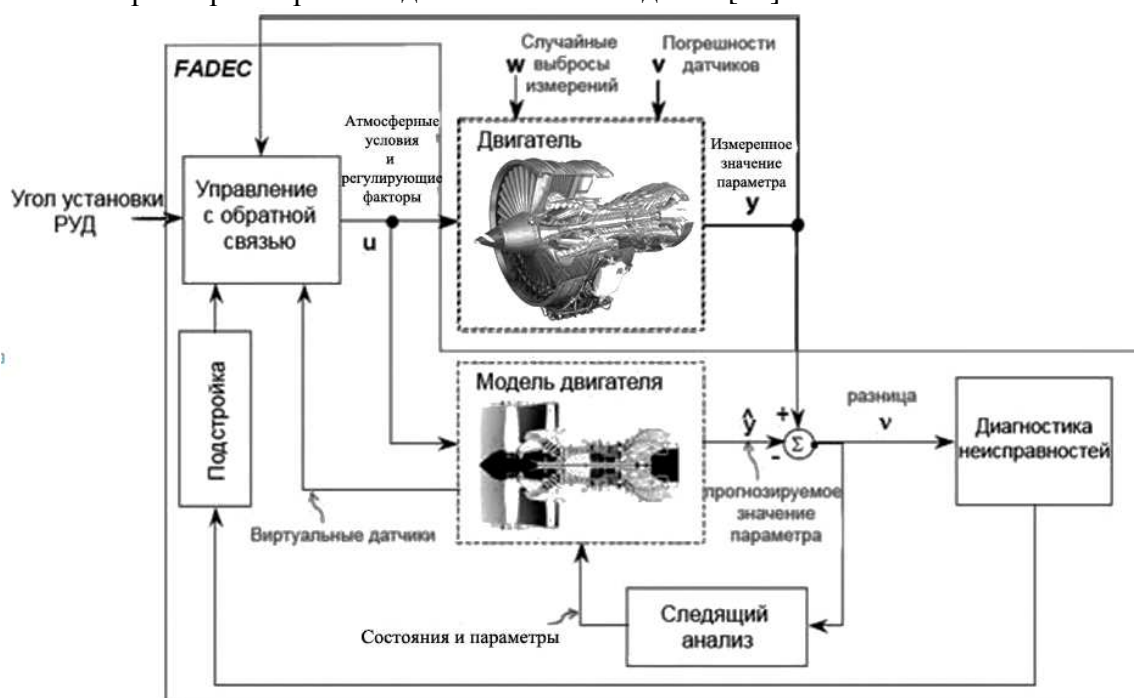 FADEC
Случайные
выбросы
измерений
w
Погрешности
датчиков
v
Атмосферные
условия
и
регулирующие
факторы
Двигатель
Измеренное
значение
параметра
y
Угол установки
РУД
Управление
с обратной
связью
u
Подстройка
Модель двигателя
ŷ
+
-
Σ
разница
ν
Диагностика
неисправностей
прогнозируемое
значение
параметра
Виртуальные датчики
Следящий
анализ
Состояния и параметры